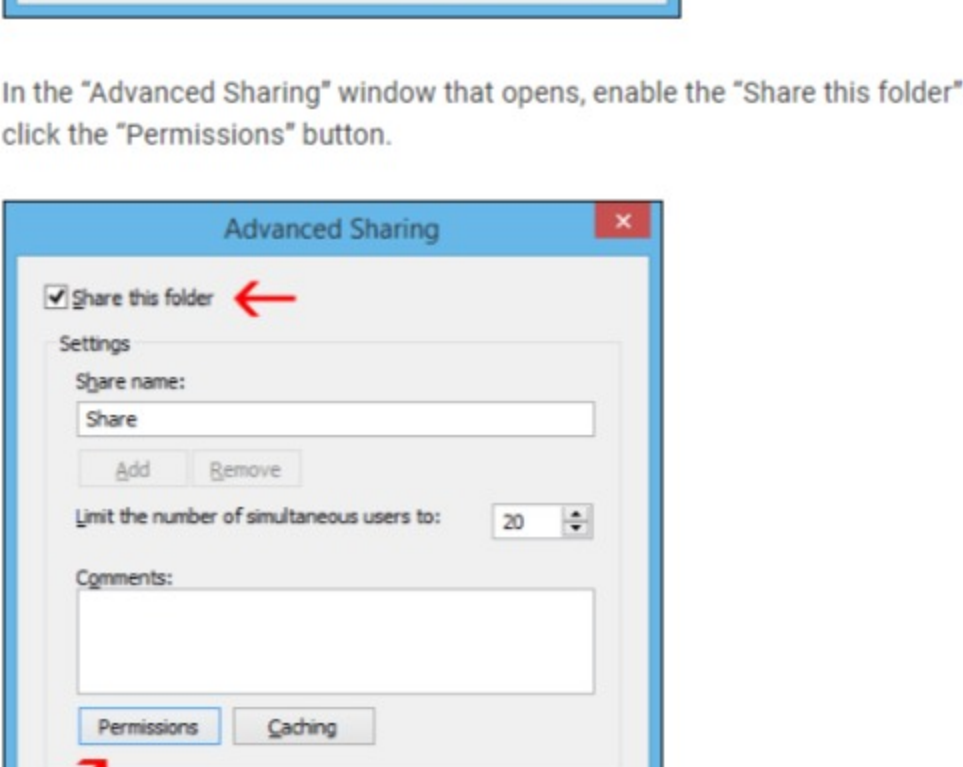 In the “Advanced Sharing” window that opens, enable the “Share this folder”
click the “Permissions” button.
Advanced Sharing
Share this folder
Settings
Share name:
Share
Add Remove
Limit the number of simultaneous users to: 20
Comments:
Permissions Caching